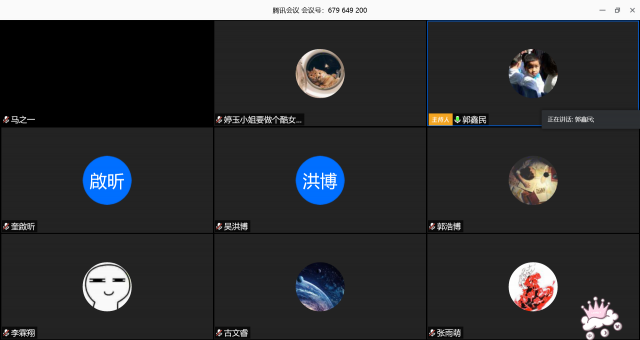 腾讯会议 会议号：679 649 200
马之一
婷玉小姐要做个酷女...
主持人 郭鑫民
正在讲话: 郭鑫民;
啟昕
洪博
奎啟昕
吴洪博
郭浩博
李霖翔
古文睿
张雨萌